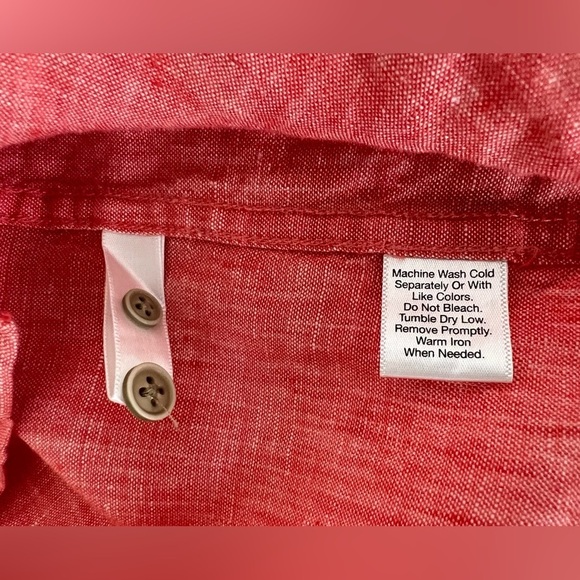 Machine Wash Cold
Separately Or With
Like Colors.
Do Not Bleach.
Tumble Dry Low.
Remove Promptly.
Warm Iron
When Needed.